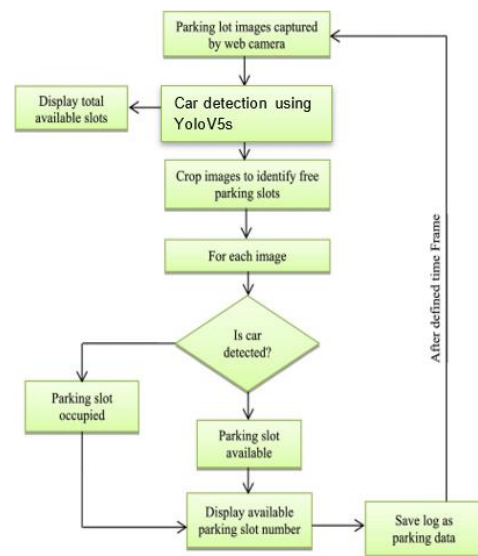 Parking lot images captured
by web camera
Display total
available slots
Car detection using
YoloV5s
Crop images to identify free
parking slots
For each image
Is car
detected?
Parking slot
occupied
Parking slot
available
Display available
parking slot number
Save log as
parking data
After defined time Frame